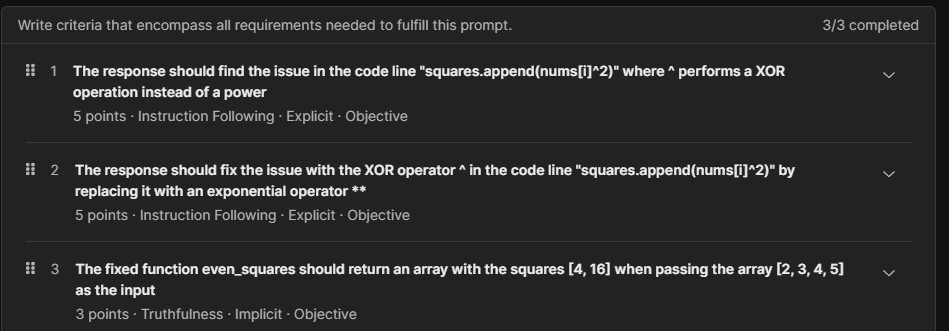 Write criteria that encompass all requirements needed to fulfill this prompt. 3/3 completed
1 The response should find the issue in the code line "squares.append(nums[i]^2)" where ^ performs a XOR
operation instead of a power
5 points · Instruction Following · Explicit · Objective
2 The response should fix the issue with the XOR operator ^ in the code line "squares.append(nums[i]^2)" by
replacing it with an exponential operator **
5 points · Instruction Following · Explicit · Objective
3 The fixed function even_squares should return an array with the squares [4, 16] when passing the array [2, 3, 4, 5]
as the input
3 points · Truthfulness · Implicit · Objective